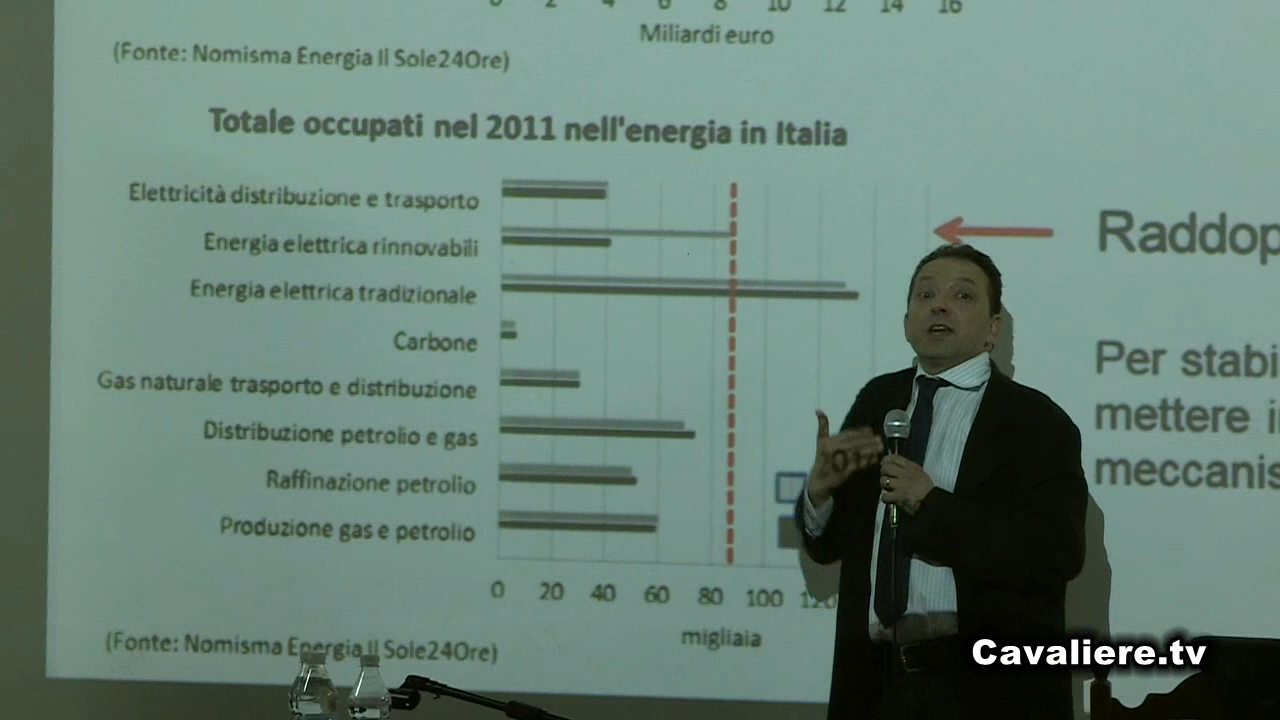 0 2 4 6 8 10 12 14 16
Miliardi euro
(Fonte: Nomisma Energia Il Sole24Ore)
Totale occupati nel 2011 nell'energia in Italia
Elettricità distribuzione e trasporto
Energia elettrica rinnovabili
Energia elettrica tradizionale
Carbone
Gas naturale trasporto e distribuzione
Distribuzione petrolio e gas
Raffinazione petrolio
Produzione gas e petrolio
0 20 40 60 80 100 120
migliaia
(Fonte: Nomisma Energia Il Sole24Ore)
Raddop
Per stabi
mettere i
meccanis
Cavaliere.tv